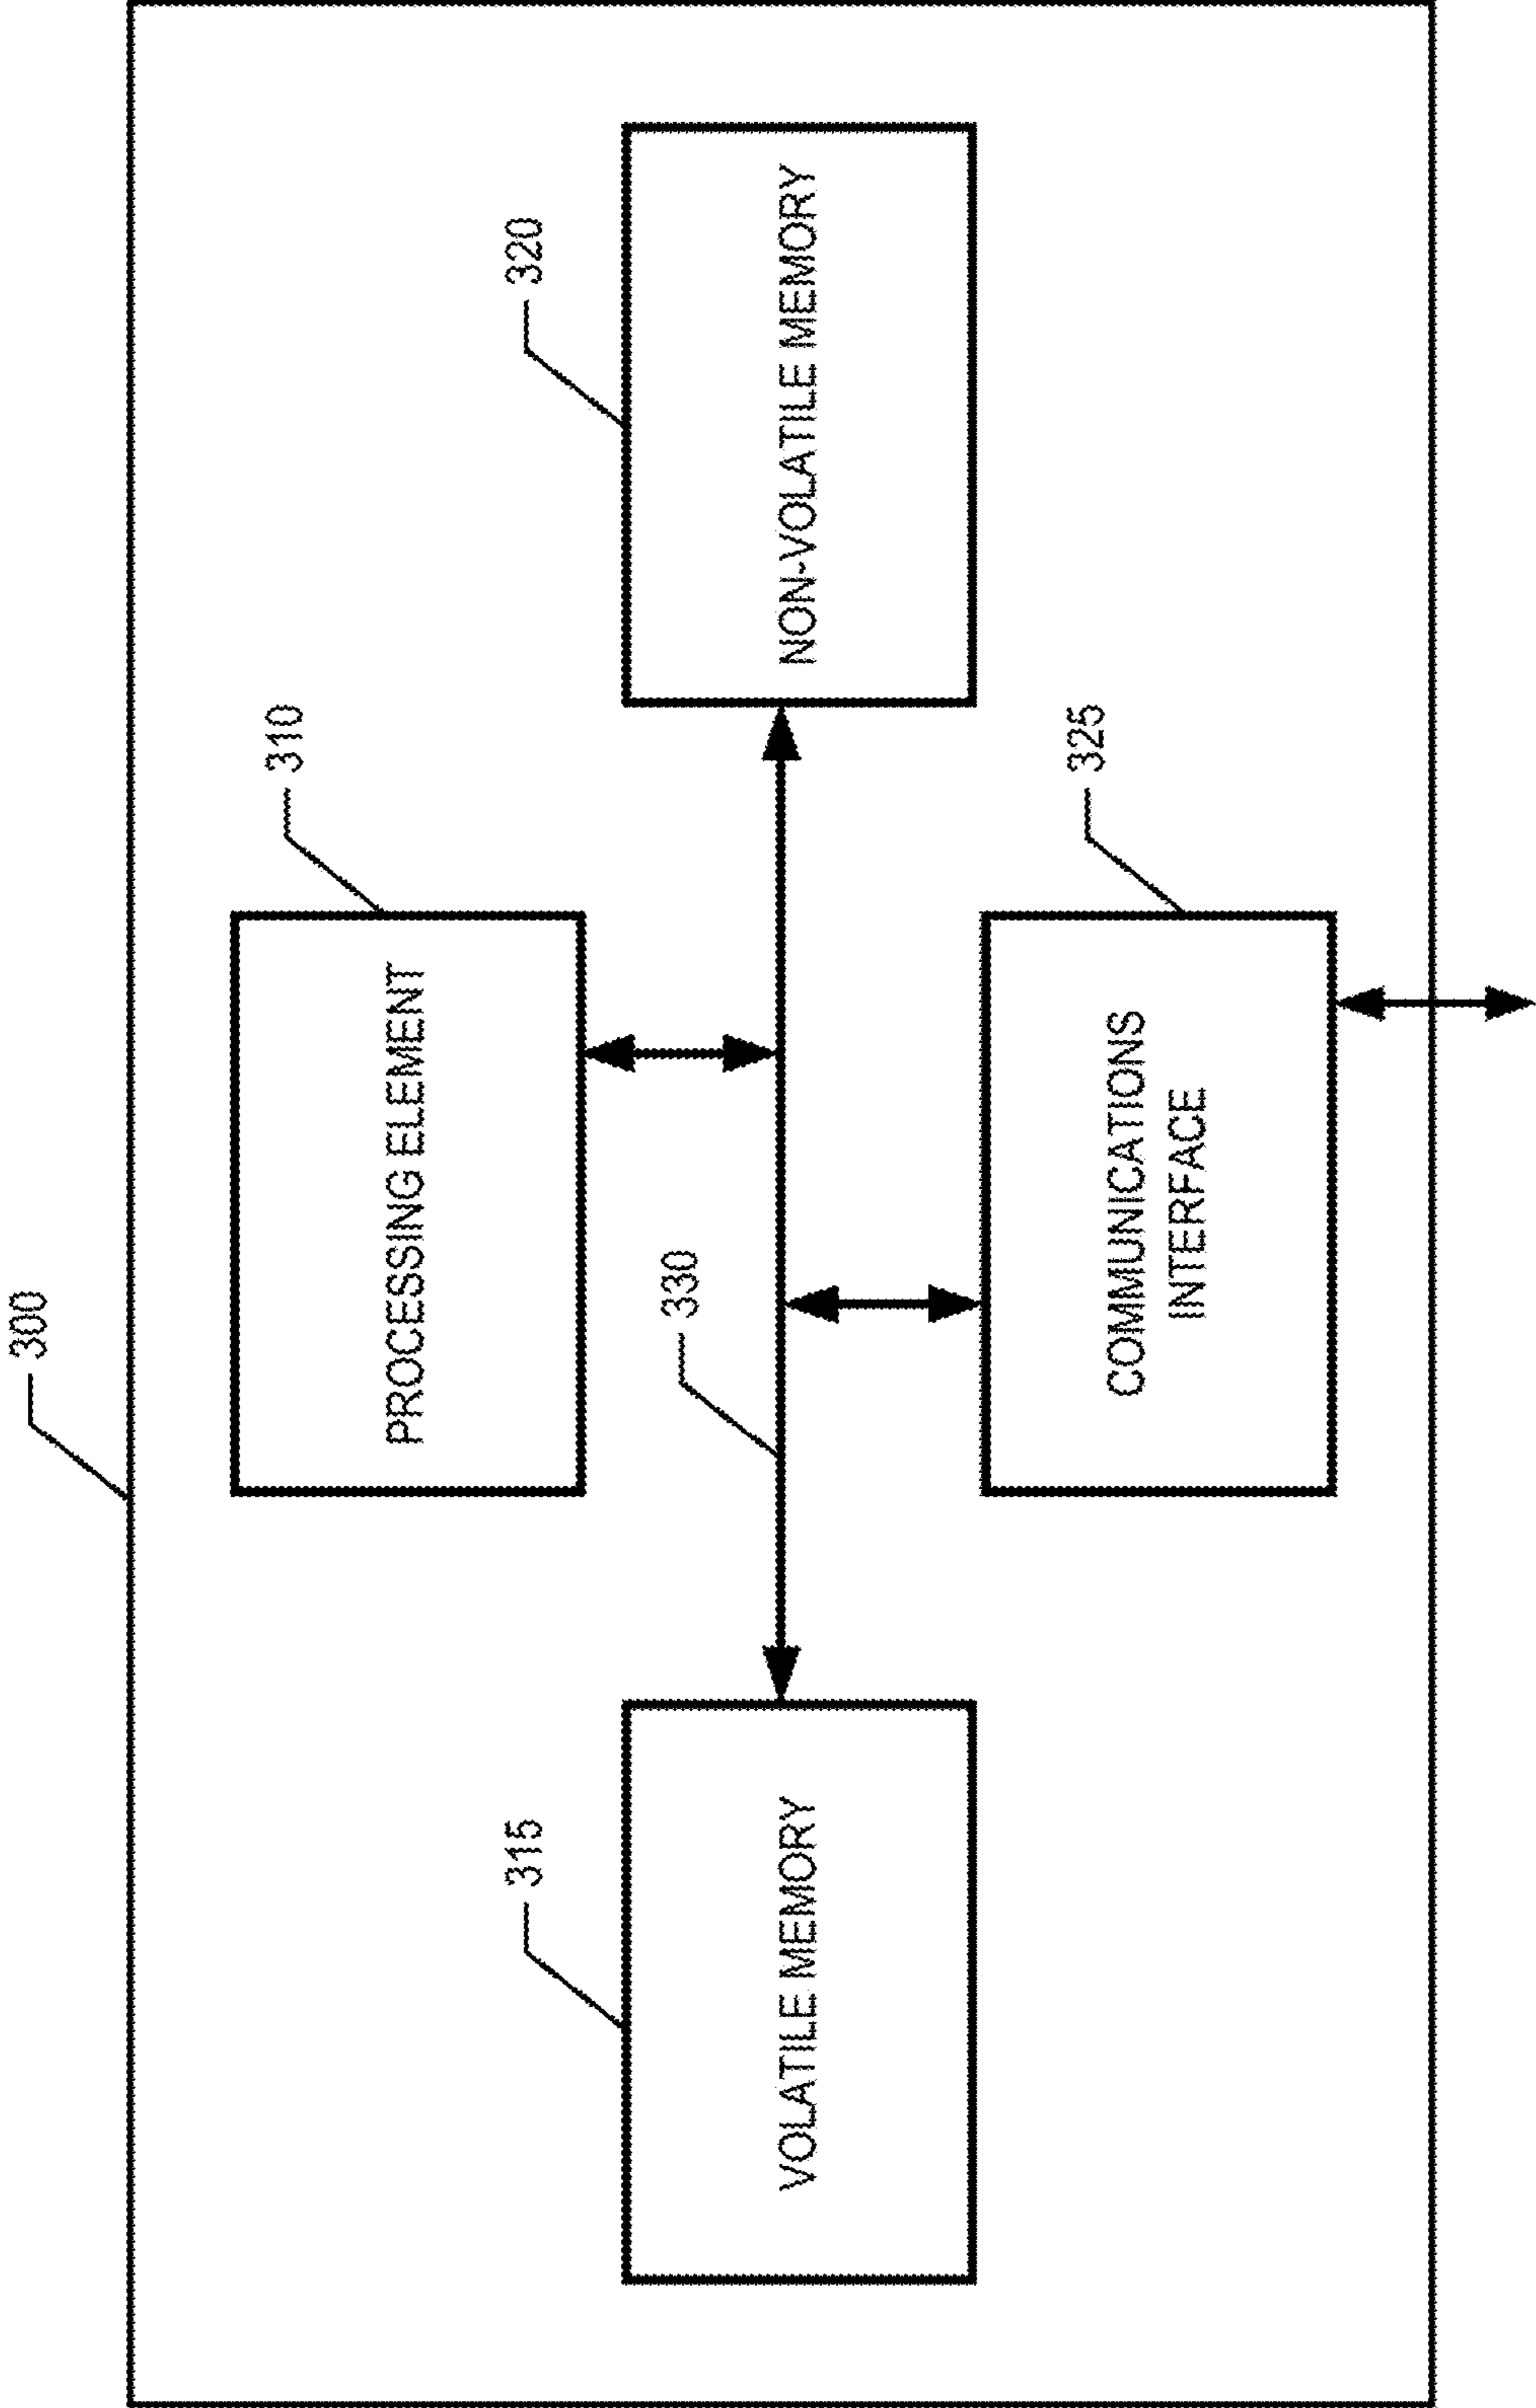 300
310
PROCESSING ELEMENT
315
VOLATILE MEMORY
330
320
NON-VOLATILE MEMORY
325
COMMUNICATIONS
INTERFACE